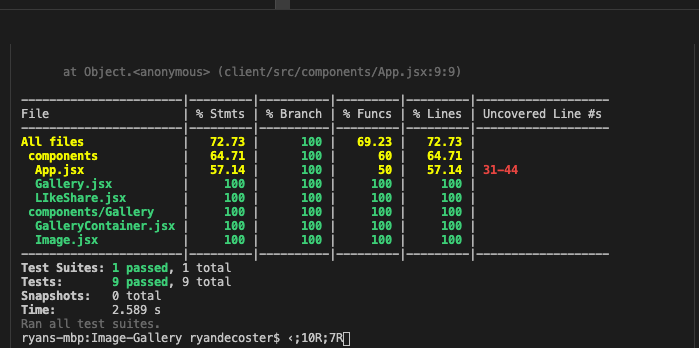 at Object.<anonymous> (client/src/components/App.jsx:9:9)
-----------------------|---------|----------|---------|---------|-------------------
File                   | % Stmts | % Branch | % Funcs | % Lines | Uncovered Line #s
-----------------------|---------|----------|---------|---------|-------------------
All files              |   72.73 |      100 |   69.23 |   72.73 |
 components            |   64.71 |      100 |      60 |   64.71 |
  App.jsx              |   57.14 |      100 |      50 |   57.14 | 31-44
  Gallery.jsx          |     100 |      100 |     100 |     100 |
  LIkeShare.jsx        |     100 |      100 |     100 |     100 |
 components/Gallery    |     100 |      100 |     100 |     100 |
  GalleryContainer.jsx |     100 |      100 |     100 |     100 |
  Image.jsx            |     100 |      100 |     100 |     100 |
-----------------------|---------|----------|---------|---------|-------------------
Test Suites: 1 passed, 1 total
Tests:       9 passed, 9 total
Snapshots:   0 total
Time:        2.589 s
Ran all test suites.
ryans-mbp:Image-Gallery ryandecoster$ ‹;10R;7R